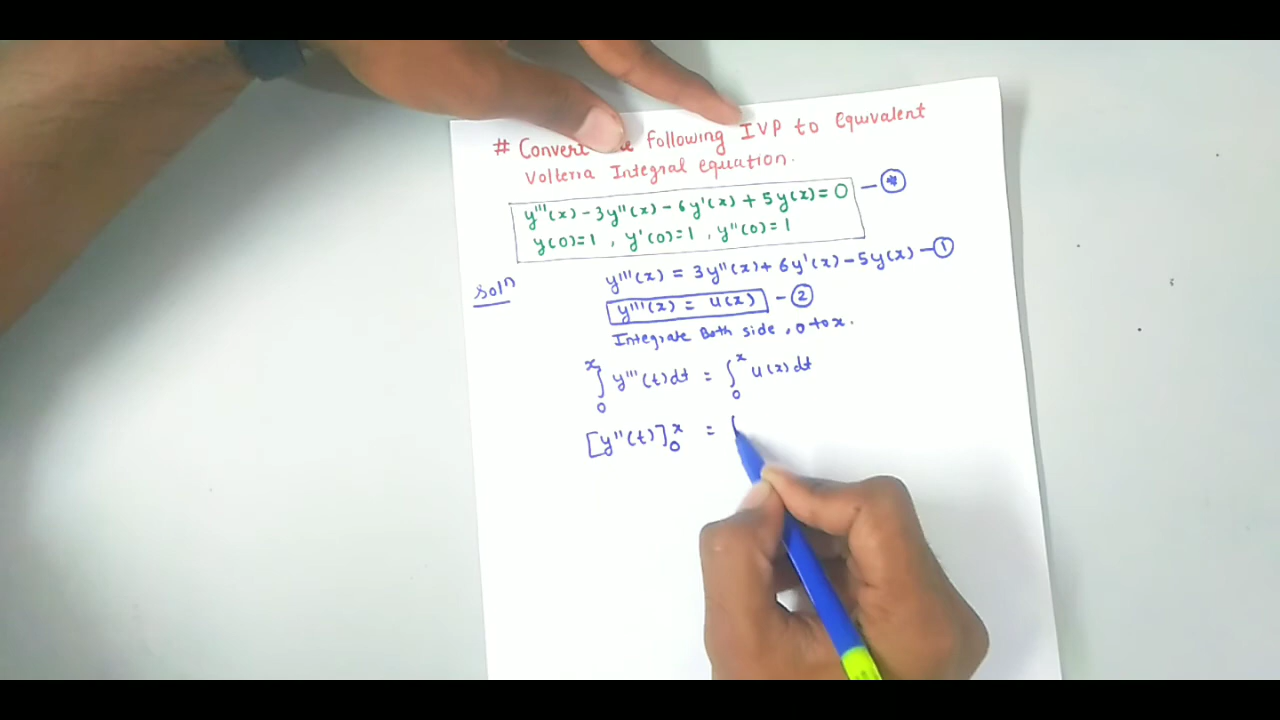 # Convert following IVP to Equivalent
Volterra Integral equation.
y'''(x) - 3y''(x) - 6y'(x) + 5y(x) = 0 - *
y(0)=1 , y'(0)=1 , y''(0)=1
Solⁿ
y'''(x) = 3y''(x) + 6y'(x) - 5y(x) - ①
y'''(x) = u(x) - ②
Integrate Both side, 0 to x.
∫₀ˣ y'''(t)dt = ∫₀ˣ u(x)dt
[y''(t)]₀ˣ =